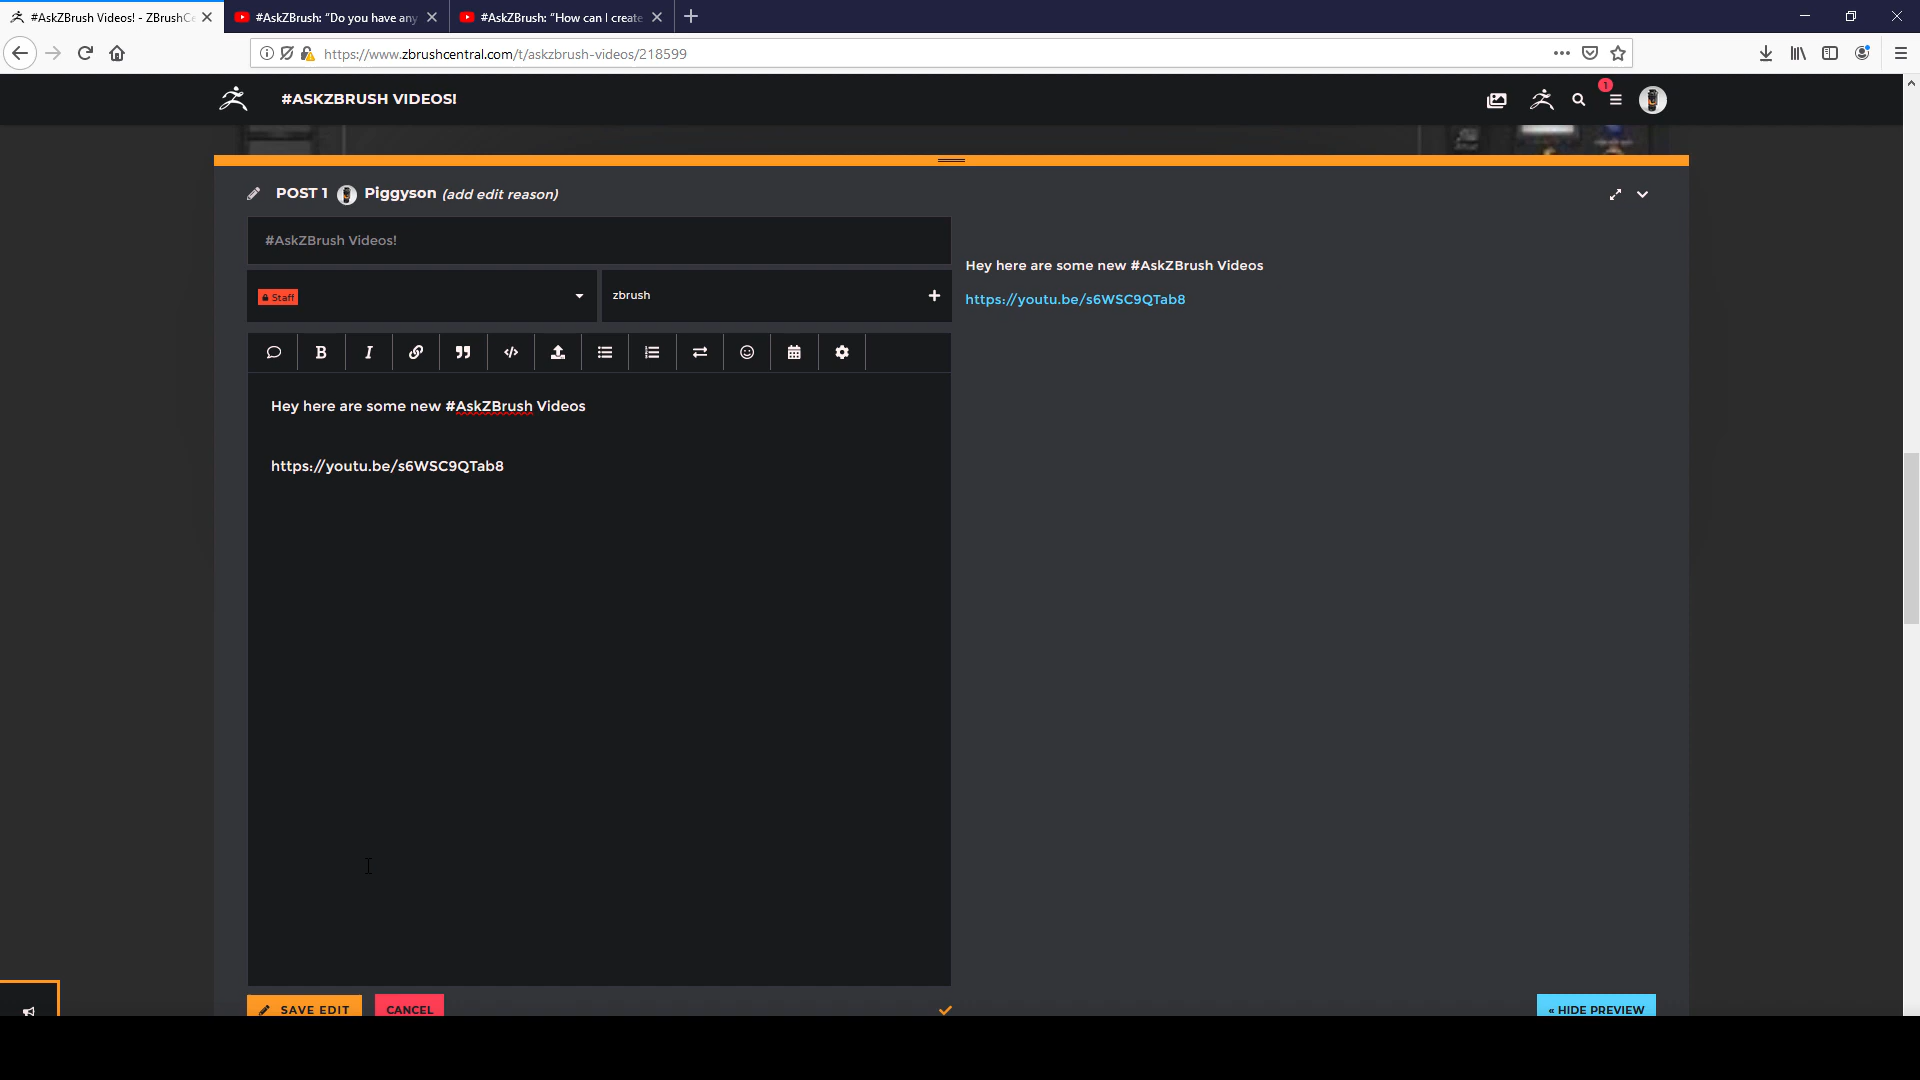 #AskZBrush Videos! - ZBrushCe
#AskZBrush: “Do you have any
#AskZBrush: “How can I create
https://www.zbrushcentral.com/t/askzbrush-videos/218599
#ASKZBRUSH VIDEOS!
1
POST 1 Piggyson (add edit reason)
#AskZBrush Videos!
Staff
zbrush
Hey here are some new #AskZBrush Videos
https://youtu.be/s6WSC9QTab8
Hey here are some new #AskZBrush Videos
https://youtu.be/s6WSC9QTab8
SAVE EDIT
CANCEL
« HIDE PREVIEW